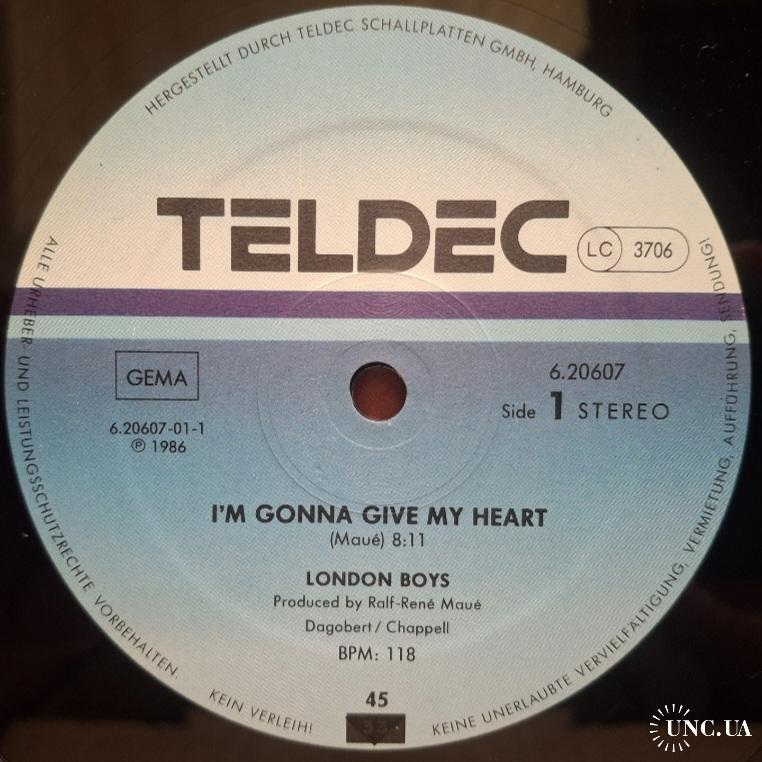 HERGESTELLT DURCH TELDEC SCHALLPLATTEN GMBH, HAMBURG
TELDEC
LC 3706
GEMA
6.20607-01-1
℗ 1986
6.20607
Side 1 STEREO
I'M GONNA GIVE MY HEART
(Maué) 8:11
LONDON BOYS
Produced by Ralf-René Maué
Dagobert / Chappell
BPM: 118
45
33
ALLE URHEBER- UND LEISTUNGSSCHUTZRECHTE VORBEHALTEN.
KEIN VERLEIH!
KEINE UNERLAUBTE VERVIELFÄLTIGUNG, VERMIETUNG, AUFFÜHRUNG, SENDUNG!
UNC.UA